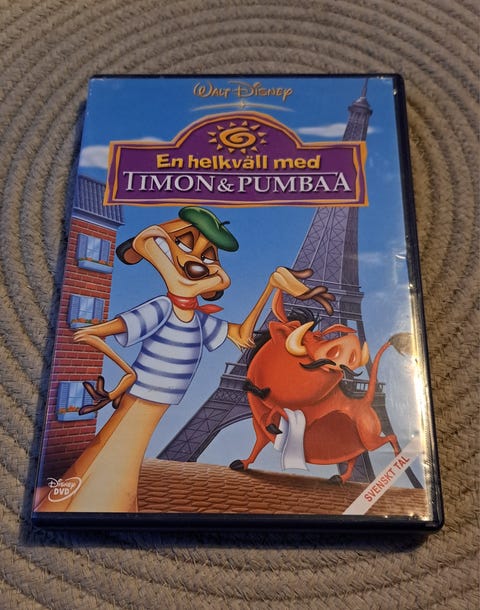 WALT DISNEY
En helkväll med
TIMON & PUMBAA
DISNEY
DVD
SVENSKT TAL